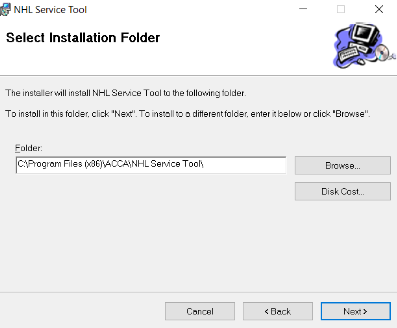 NHL Service Tool
Select Installation Folder
The installer will install NHL Service Tool to the following folder.
To install in this folder, click "Next". To install to a different folder, enter it below or click "Browse".
Folder:
C:\Program Files (x86)\ACCA\NHL Service Tool\
Browse...
Disk Cost...
Cancel
< Back
Next >